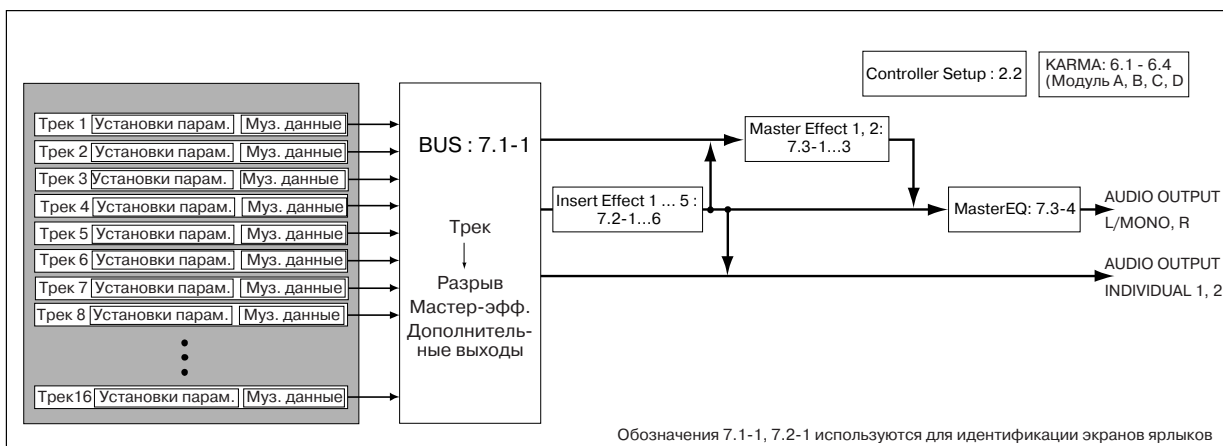 Controller Setup : 2.2
KARMA: 6.1 - 6.4
(Модуль A, B, C, D
Трек 1 Установки парам. Муз. данные
Трек 2 Установки парам. Муз. данные
Трек 3 Установки парам. Муз. данные
Трек 4 Установки парам. Муз. данные
Трек 5 Установки парам. Муз. данные
Трек 6 Установки парам. Муз. данные
Трек 7 Установки парам. Муз. данные
Трек 8 Установки парам. Муз. данные
Трек16 Установки парам. Муз. данные
BUS : 7.1-1
Трек
Разрыв
Мастер-эфф.
Дополнитель-
ные выходы
Insert Effect 1 ... 5 :
7.2-1...6
Master Effect 1, 2:
7.3-1...3
MasterEQ: 7.3-4
AUDIO OUTPUT
L/MONO, R
AUDIO OUTPUT
INDIVIDUAL 1, 2
Обозначения 7.1-1, 7.2-1 используются для идентификации экранов ярлыков